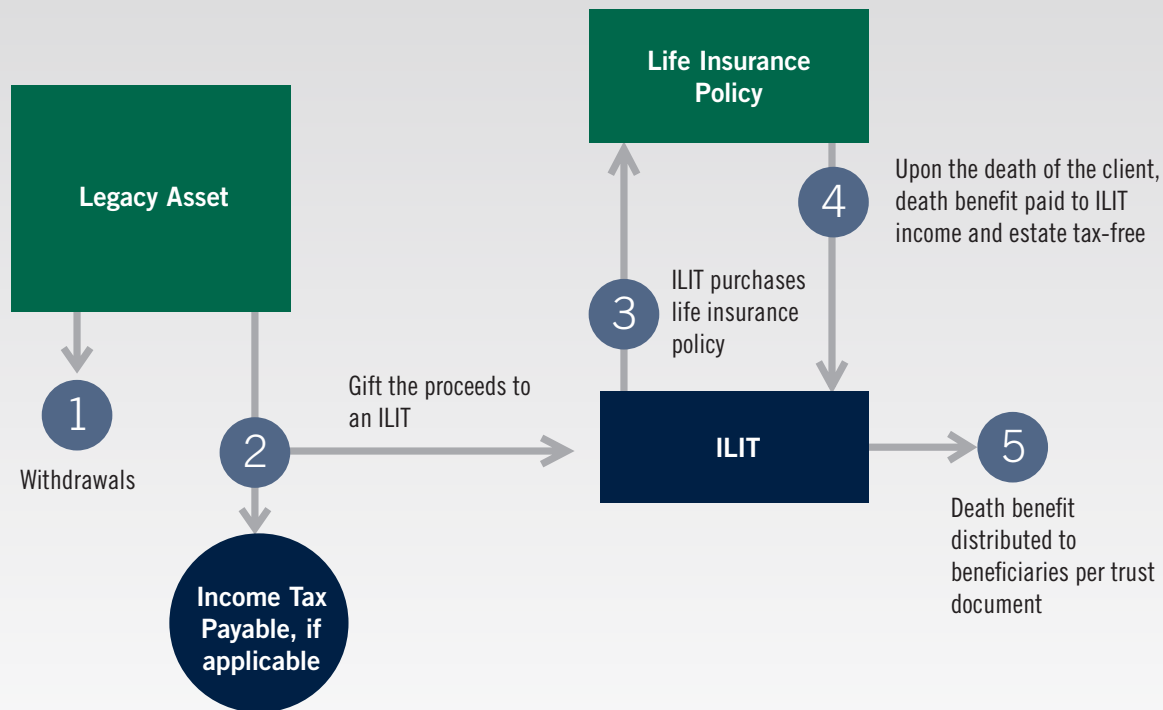 Legacy Asset
1
Withdrawals
2
Income Tax
Payable, if
applicable
Gift the proceeds to
an ILIT
Life Insurance
Policy
3
ILIT purchases
life insurance
policy
4
Upon the death of the client,
death benefit paid to ILIT
income and estate tax-free
ILIT
5
Death benefit
distributed to
beneficiaries per trust
document